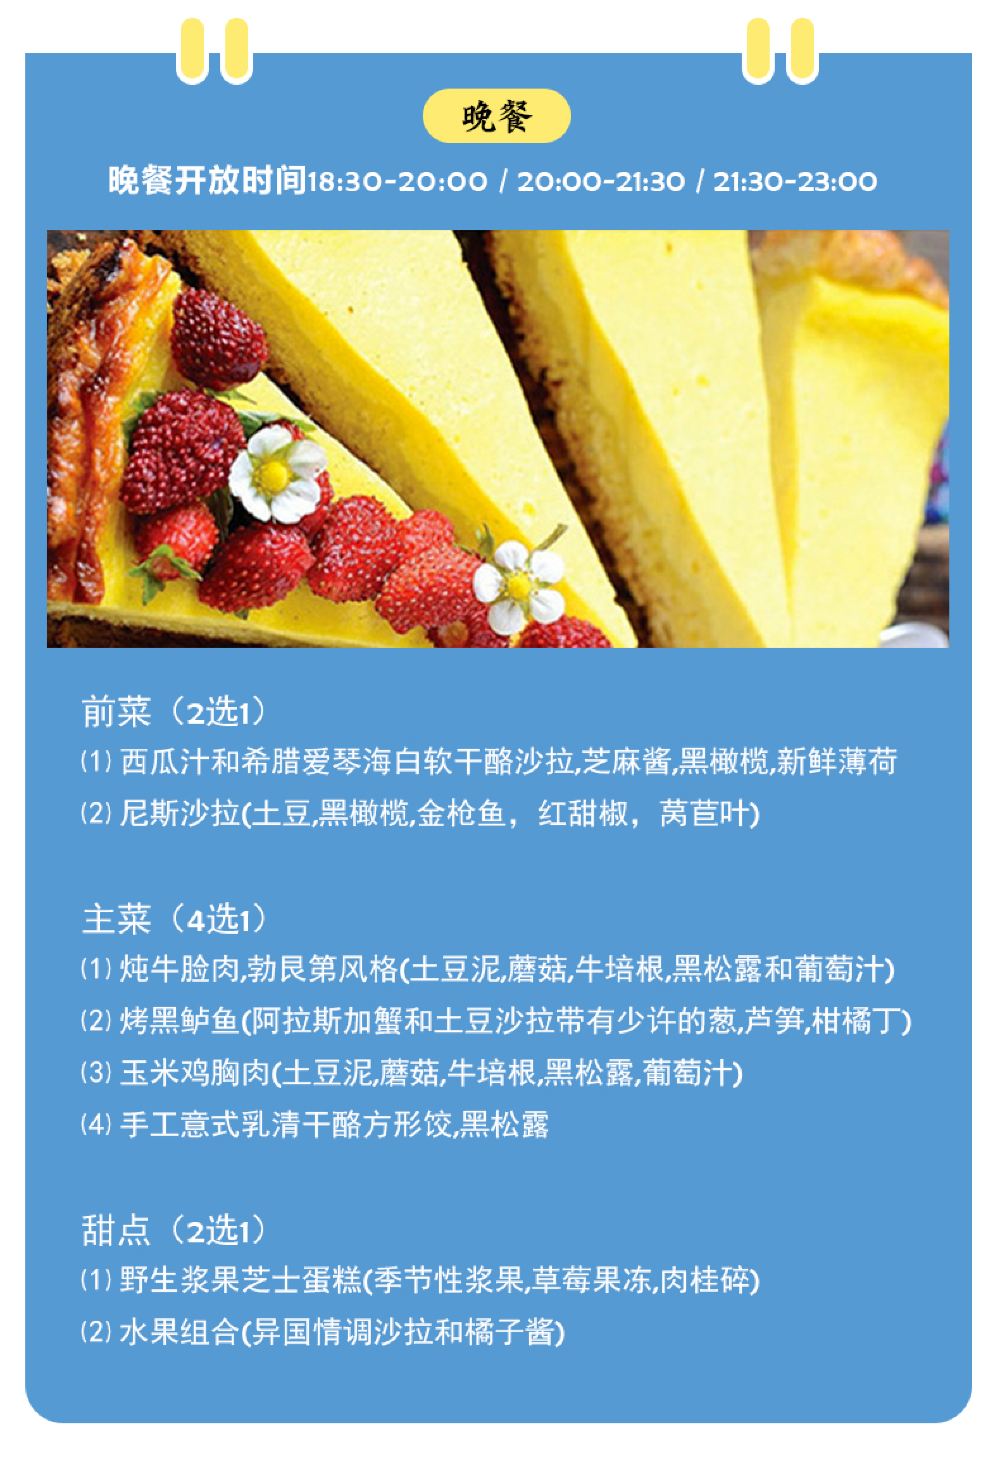 晚餐
晚餐开放时间18:30-20:00 / 20:00-21:30 / 21:30-23:00
前菜（2选1）
(1) 西瓜汁和希腊爱琴海白软干酪沙拉,芝麻酱,黑橄榄,新鲜薄荷
(2) 尼斯沙拉(土豆,黑橄榄,金枪鱼，红甜椒，莴苣叶)
主菜（4选1）
(1) 炖牛脸肉,勃艮第风格(土豆泥,蘑菇,牛培根,黑松露和葡萄汁)
(2) 烤黑鲈鱼(阿拉斯加蟹和土豆沙拉带有少许的葱,芦笋,柑橘丁)
(3) 玉米鸡胸肉(土豆泥,蘑菇,牛培根,黑松露,葡萄汁)
(4) 手工意式乳清干酪方形饺,黑松露
甜点（2选1）
(1) 野生浆果芝士蛋糕(季节性浆果,草莓果冻,肉桂碎)
(2) 水果组合(异国情调沙拉和橘子酱)